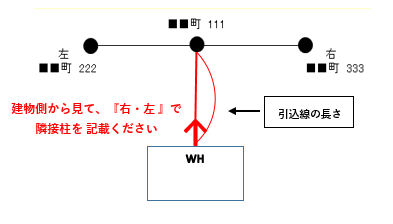 ■■町 111
左
■■町 222
右
■■町 333
建物側から見て、『右・左』で
隣接柱を 記載ください
引込線の長さ
WH